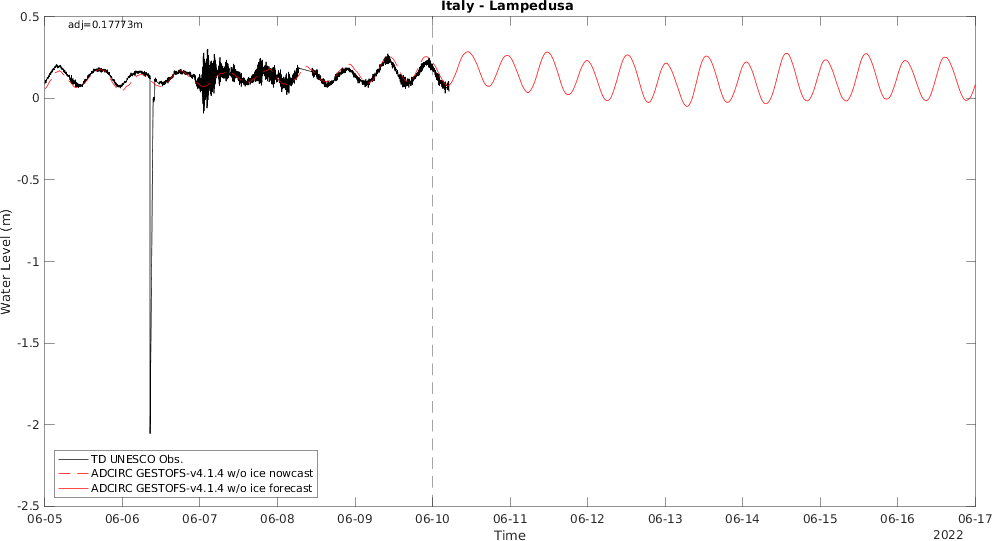 Italy - Lampedusa
adj=0.17773m
0.5
0
-0.5
-1
-1.5
-2
-2.5
Water Level (m)
TD UNESCO Obs.
ADCIRC GESTOFS-v4.1.4 w/o ice nowcast
ADCIRC GESTOFS-v4.1.4 w/o ice forecast
06-05 06-06 06-07 06-08 06-09 06-10 06-11 06-12 06-13 06-14 06-15 06-16 06-17
Time
2022